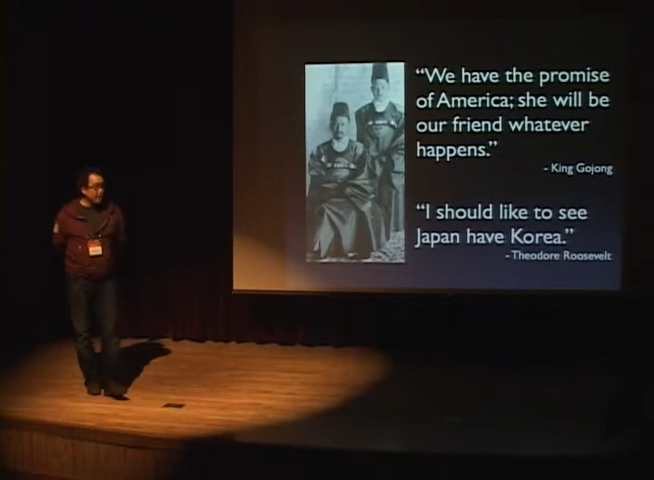 “We have the promise
of America; she will be
our friend whatever
happens.”
- King Gojong
“I should like to see
Japan have Korea.”
- Theodore Roosevelt